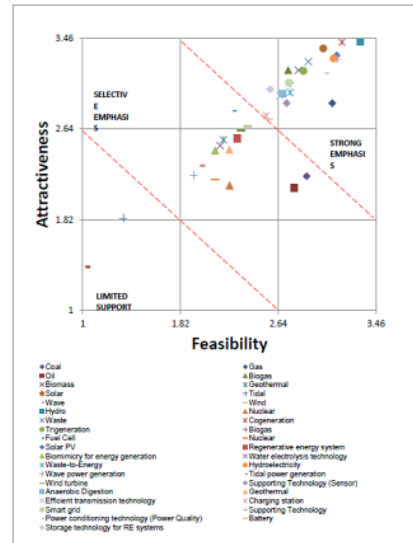 3.46
SELECTIV
E
EMPHASI
S
2.64
STRONG
EMPHASI
S
Attractiveness
1.82
LIMITED
SUPPORT
1
1 1.82 2.64 3.46
Feasibility
Coal Gas
Oil Biogas
Biomass Geothermal
Solar Tidal
Wave Wind
Hydro Nuclear
Waste Cogeneration
Trigeneration Biogas
Fuel Cell Nuclear
Solar PV Regenerative energy system
Biomimicry for energy generation Water electrolysis technology
Waste-to-Energy Hydroelectricity
Wave power generation Tidal power generation
Wind turbine Supporting Technology (Sensor)
Anaerobic Digestion Geothermal
Efficient transmission technology Charging station
Smart grid Supporting Technology
Power conditioning technology (Power Quality) Battery
Storage technology for RE systems